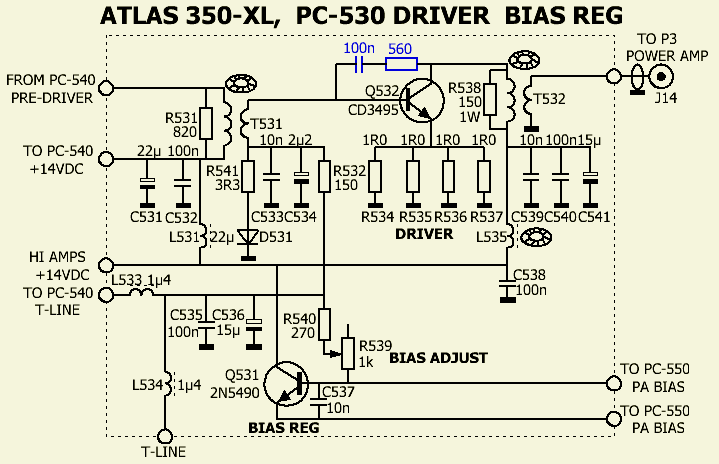 ATLAS 350-XL, PC-530 DRIVER BIAS REG
100n 560
TO P3
POWER AMP
J14
FROM PC-540
PRE-DRIVER
R531
820
T531
Q532
CD3495
R538
150
1W
T532
TO PC-540
+14VDC
22µ 100n
10n 2µ2
R541
3R3
R532
150
1R0 1R0 1R0 1R0
10n 100n 15µ
C531 C532
C533 C534
R534 R535 R536 R537
C539 C540 C541
L531 22µ
D531
DRIVER
L535
HI AMPS
+14VDC
L533 1µ4
TO PC-540
T-LINE
C538
100n
C535
100n
C536
15µ
R540
270
R539
1k
BIAS ADJUST
L534 1µ4
Q531
2N5490
C537
10n
BIAS REG
TO PC-550
PA BIAS
TO PC-550
PA BIAS
T-LINE